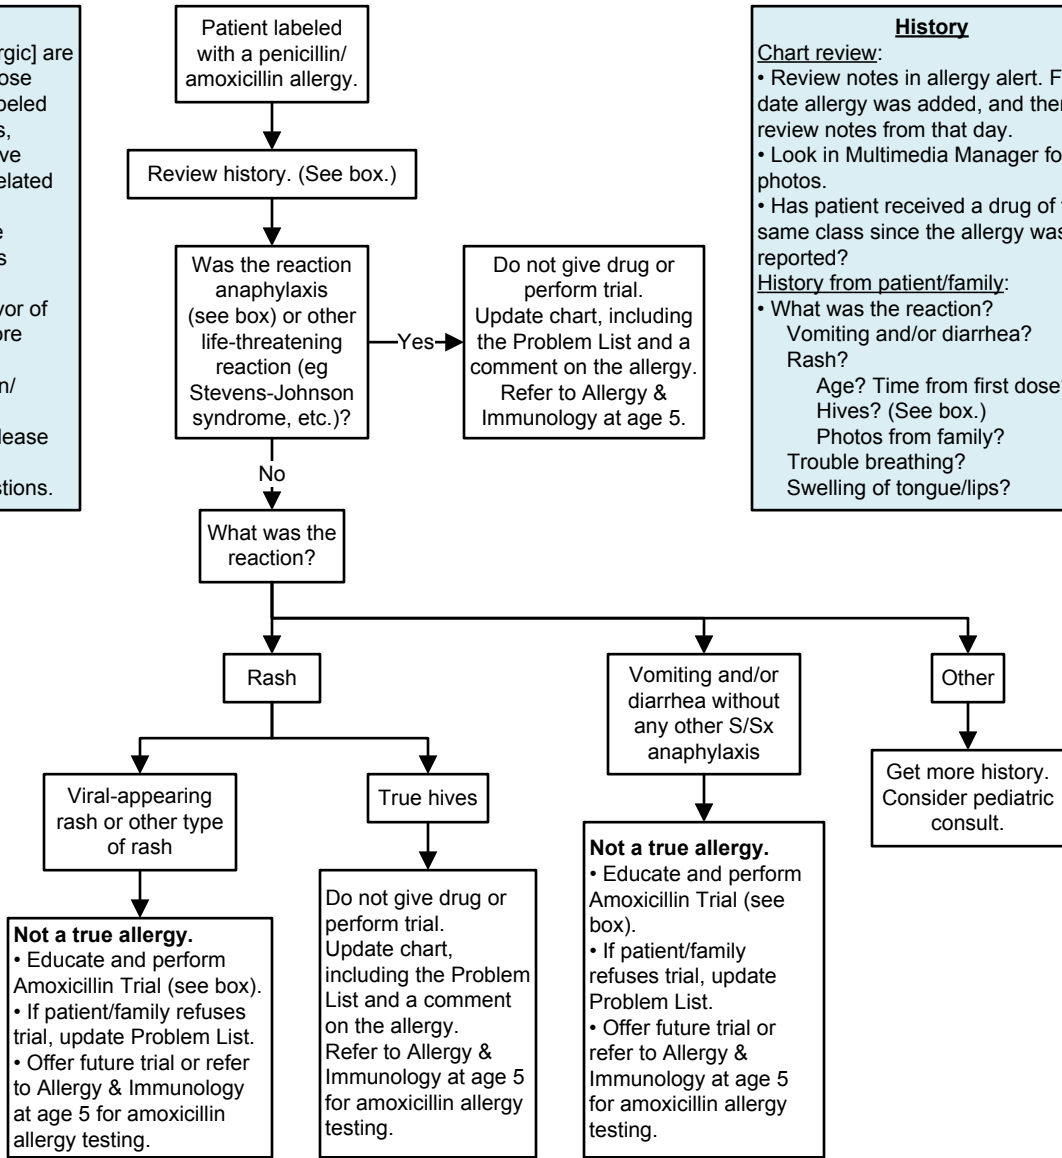 rgic] are
ose
beled
s,
ve
elated
e
s
vor of
ore
n/
lease
stions.
Patient labeled
with a penicillin/
amoxicillin allergy.
Review history. (See box.)
Was the reaction
anaphylaxis
(see box) or other
life-threatening
reaction (eg
Stevens-Johnson
syndrome, etc.)?
Yes
Do not give drug or
perform trial.
Update chart, including
the Problem List and a
comment on the allergy.
Refer to Allergy &
Immunology at age 5.
History
Chart review:
• Review notes in allergy alert. F
date allergy was added, and ther
review notes from that day.
• Look in Multimedia Manager fo
photos.
• Has patient received a drug of
same class since the allergy was
reported?
History from patient/family:
• What was the reaction?
Vomiting and/or diarrhea?
Rash?
Age? Time from first dose?
Hives? (See box.)
Photos from family?
Trouble breathing?
Swelling of tongue/lips?
No
What was the
reaction?
Rash
Vomiting and/or
diarrhea without
any other S/Sx
anaphylaxis
Other
Viral-appearing
rash or other type
of rash
True hives
Get more history.
Consider pediatric
consult.
Not a true allergy.
• Educate and perform
Amoxicillin Trial (see box).
• If patient/family refuses
trial, update Problem List.
• Offer future trial or refer
to Allergy & Immunology
at age 5 for amoxicillin
allergy testing.
Do not give drug or
perform trial.
Update chart,
including the Problem
List and a comment
on the allergy.
Refer to Allergy &
Immunology at age 5
for amoxicillin allergy
testing.
Not a true allergy.
• Educate and perform
Amoxicillin Trial (see
box).
• If patient/family
refuses trial, update
Problem List.
• Offer future trial or
refer to Allergy &
Immunology at age 5
for amoxicillin allergy
testing.